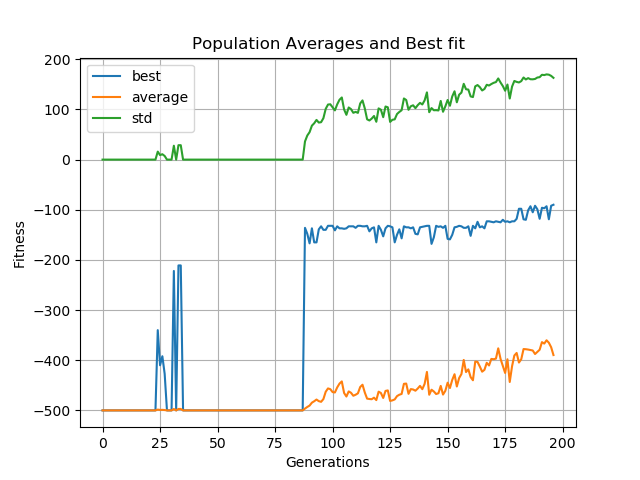 Population Averages and Best fit
best
average
std
200
100
0
−100
−200
−300
−400
−500
Fitness
0
25
50
75
100
125
150
175
200
Generations